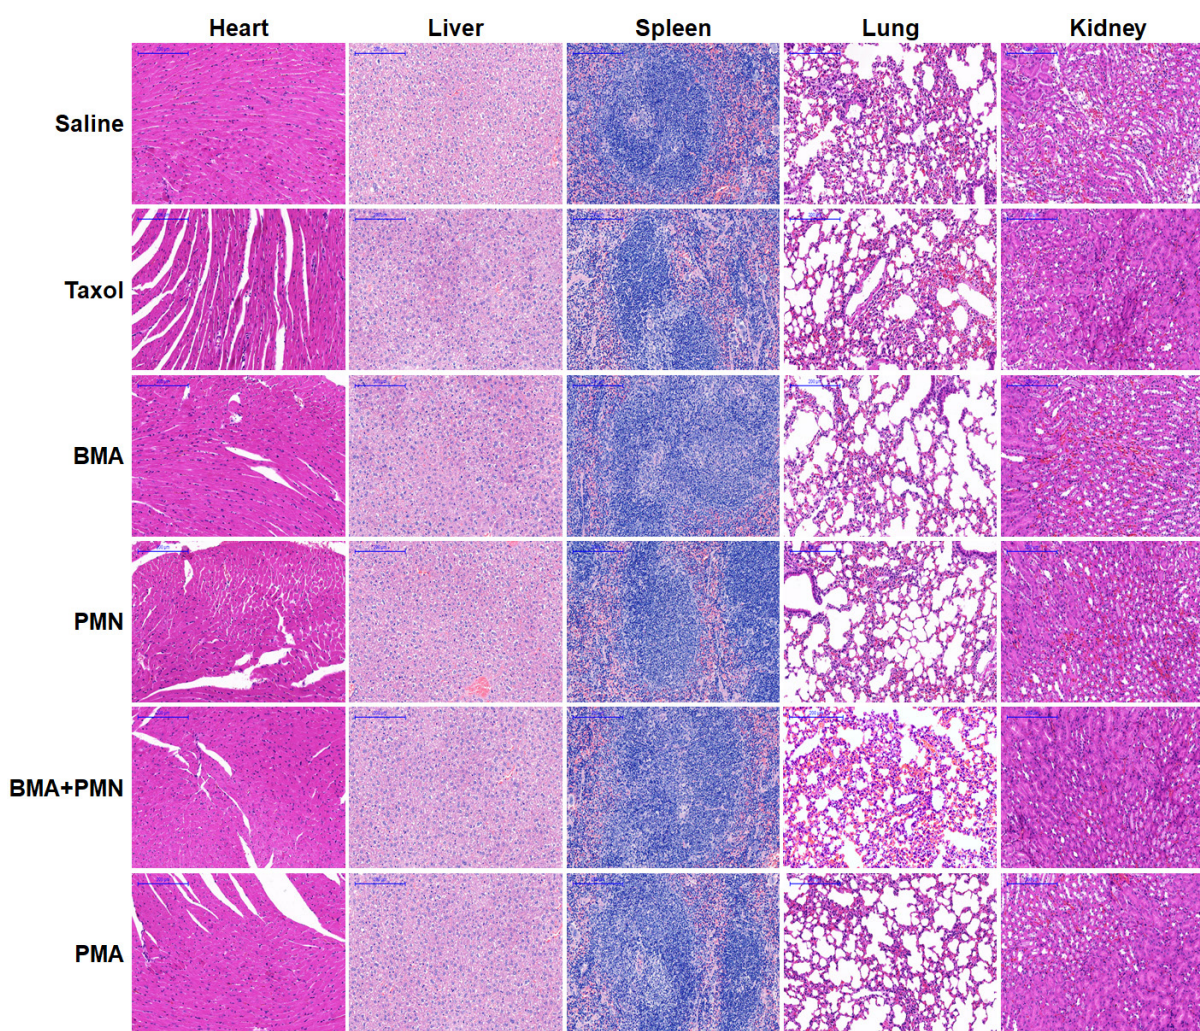 Heart Liver Spleen Lung Kidney
Saline
Taxol
BMA
PMN
BMA+PMN
PMA